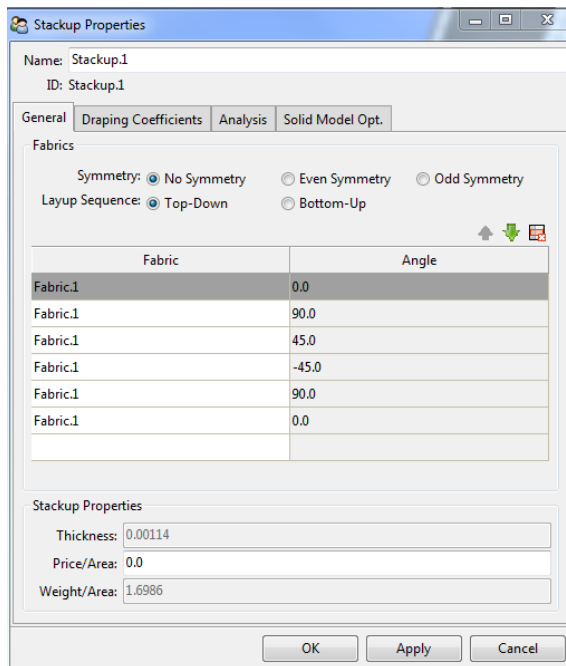 Stackup Properties
Name: Stackup.1
ID: Stackup.1
General Draping Coefficients Analysis Solid Model Opt.
Fabrics
Symmetry: No Symmetry Even Symmetry Odd Symmetry
Layup Sequence: Top-Down Bottom-Up
Fabric Angle
Fabric.1 0.0
Fabric.1 90.0
Fabric.1 45.0
Fabric.1 -45.0
Fabric.1 90.0
Fabric.1 0.0
Stackup Properties
Thickness: 0.00114
Price/Area: 0.0
Weight/Area: 1.6986
OK Apply Cancel